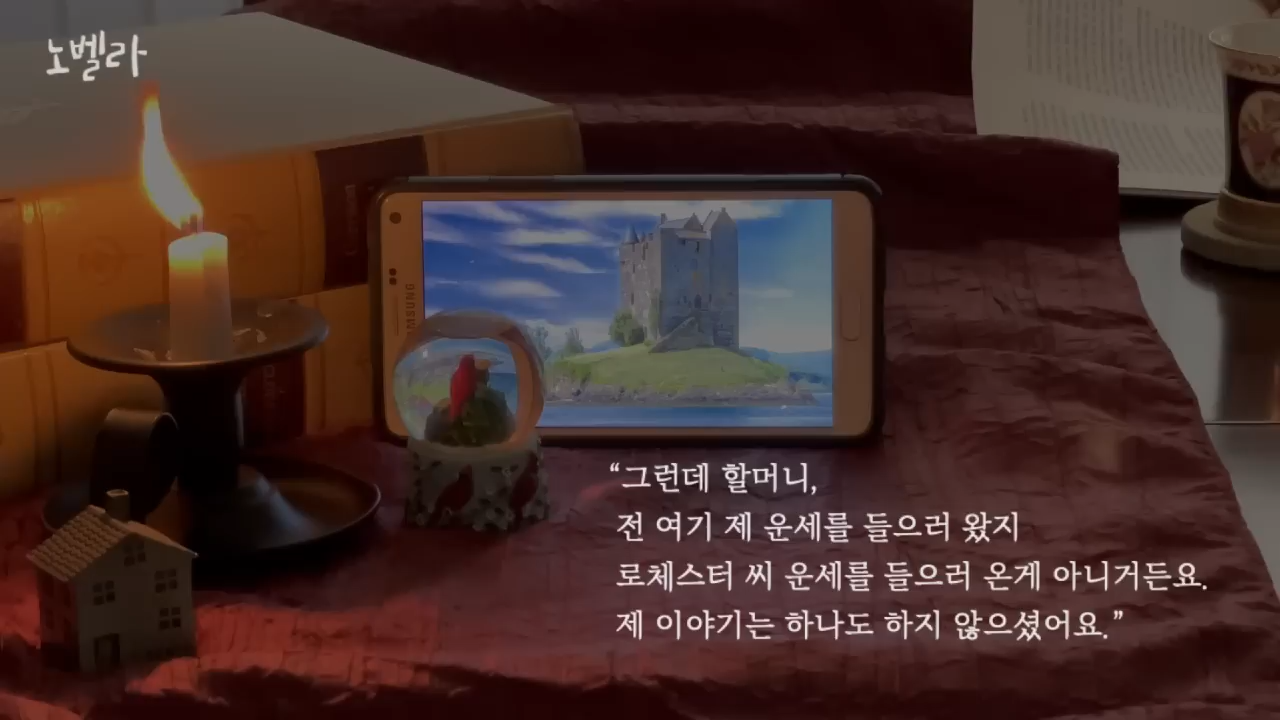 노벨라
SAMSUNG
“그런데 할머니,
전 여기 제 운세를 들으러 왔지
로체스터 씨 운세를 들으러 온게 아니거든요.
제 이야기는 하나도 하지 않으셨어요.”